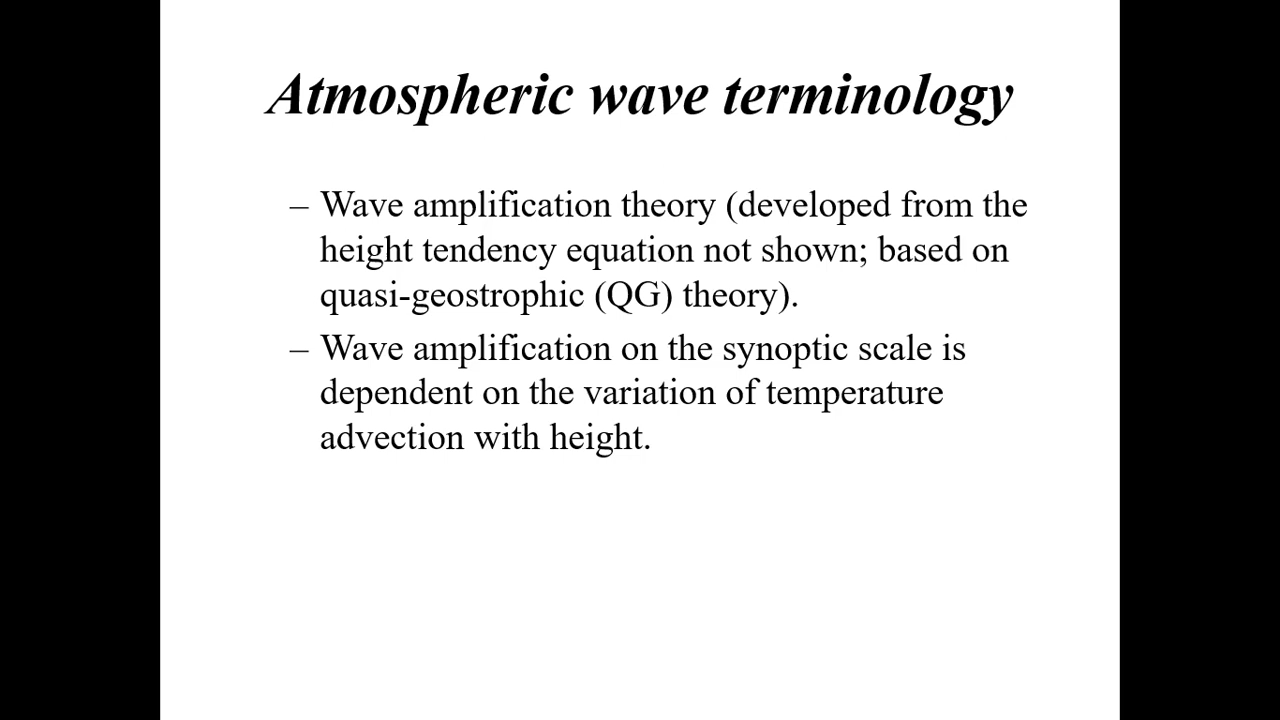 Atmospheric wave terminology
– Wave amplification theory (developed from the
height tendency equation not shown; based on
quasi-geostrophic (QG) theory).
– Wave amplification on the synoptic scale is
dependent on the variation of temperature
advection with height.